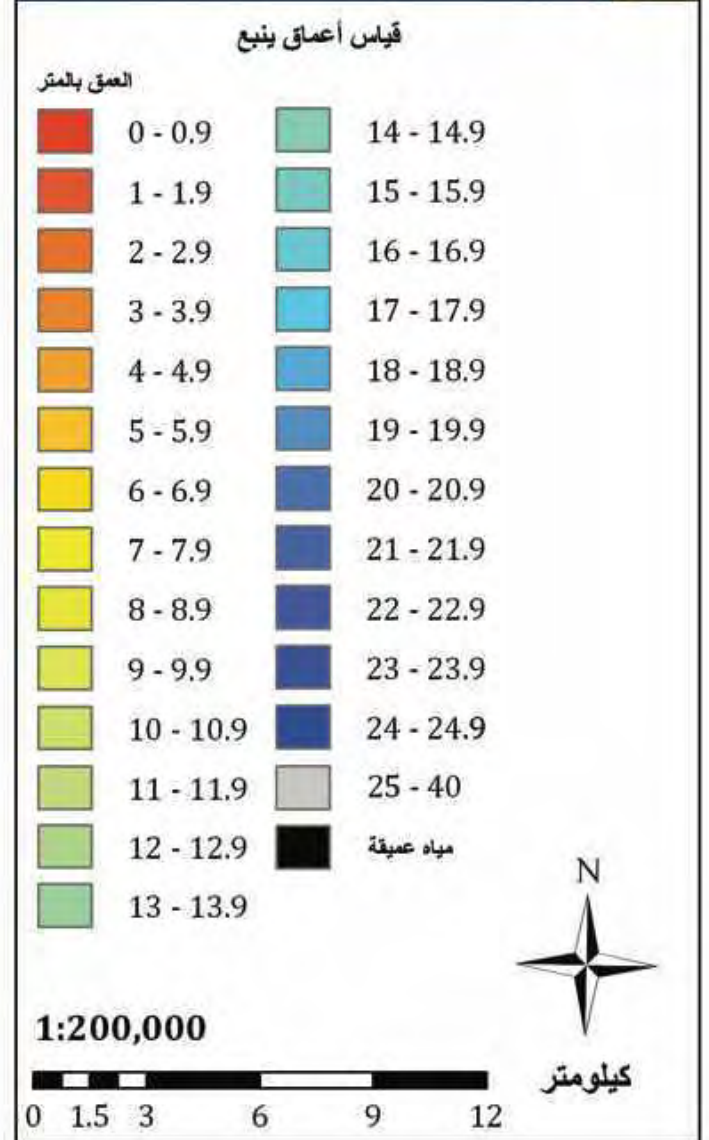 قياس أعماق ينبع
العمق بالمتر
0 - 0.9
1 - 1.9
2 - 2.9
3 - 3.9
4 - 4.9
5 - 5.9
6 - 6.9
7 - 7.9
8 - 8.9
9 - 9.9
10 - 10.9
11 - 11.9
12 - 12.9
13 - 13.9
14 - 14.9
15 - 15.9
16 - 16.9
17 - 17.9
18 - 18.9
19 - 19.9
20 - 20.9
21 - 21.9
22 - 22.9
23 - 23.9
24 - 24.9
25 - 40
مياه عميقة
N
1:200,000
كيلومتر
0 1.5 3 6 9 12